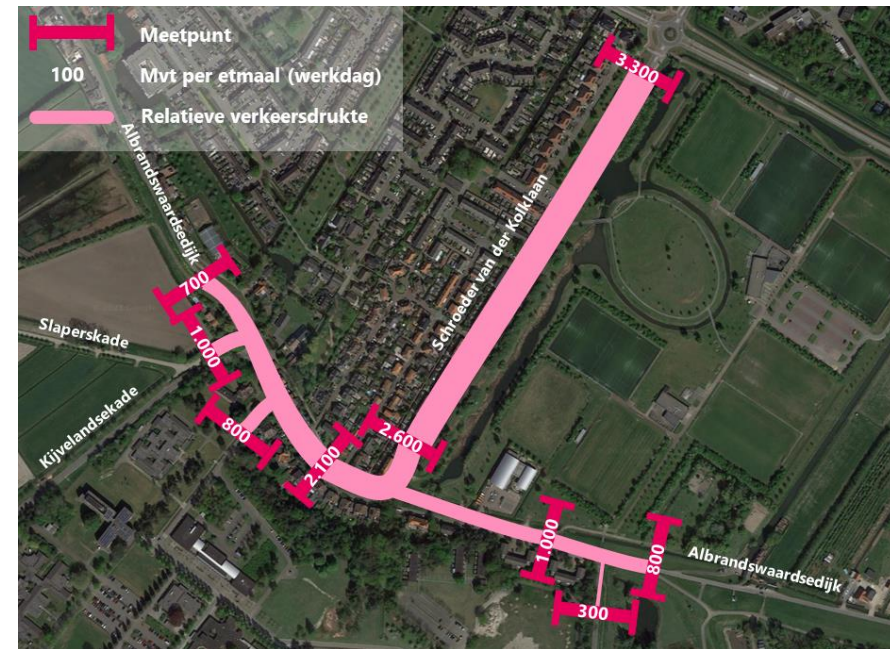 Meetpunt
100 Mvt per etmaal (werkdag)
Relatieve verkeersdrukte
3.300
Albrandswaardsedijk
Schroeder van der Kolklaan
700
Slaperskade
1.000
Kijvelandsekade
800
2.100
2.600
1.000
800
Albrandswaardsedijk
300